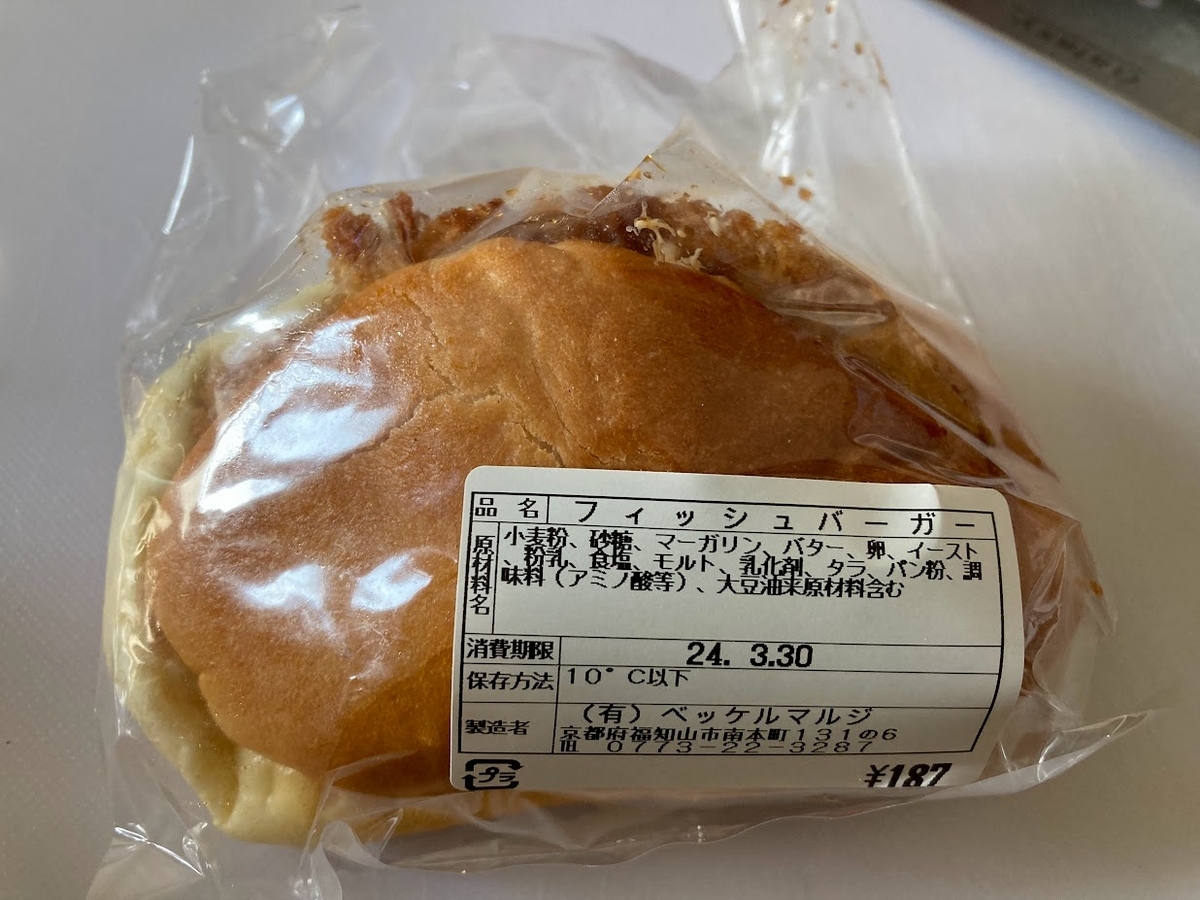 品名 フィッシュバーガー
原材料名 小麦粉、砂糖、マーガリン、バター、卵、イースト
、粉乳、食塩、モルト、乳化剤、タラ、パン粉、調
味料（アミノ酸等）、大豆油来原材料含む
消費期限 24. 3.30
保存方法 10°C以下
製造者 （有）ベッケルマルジ
京都府福知山市南本町131の6
℡ 0773-22-3287
プラ
¥187